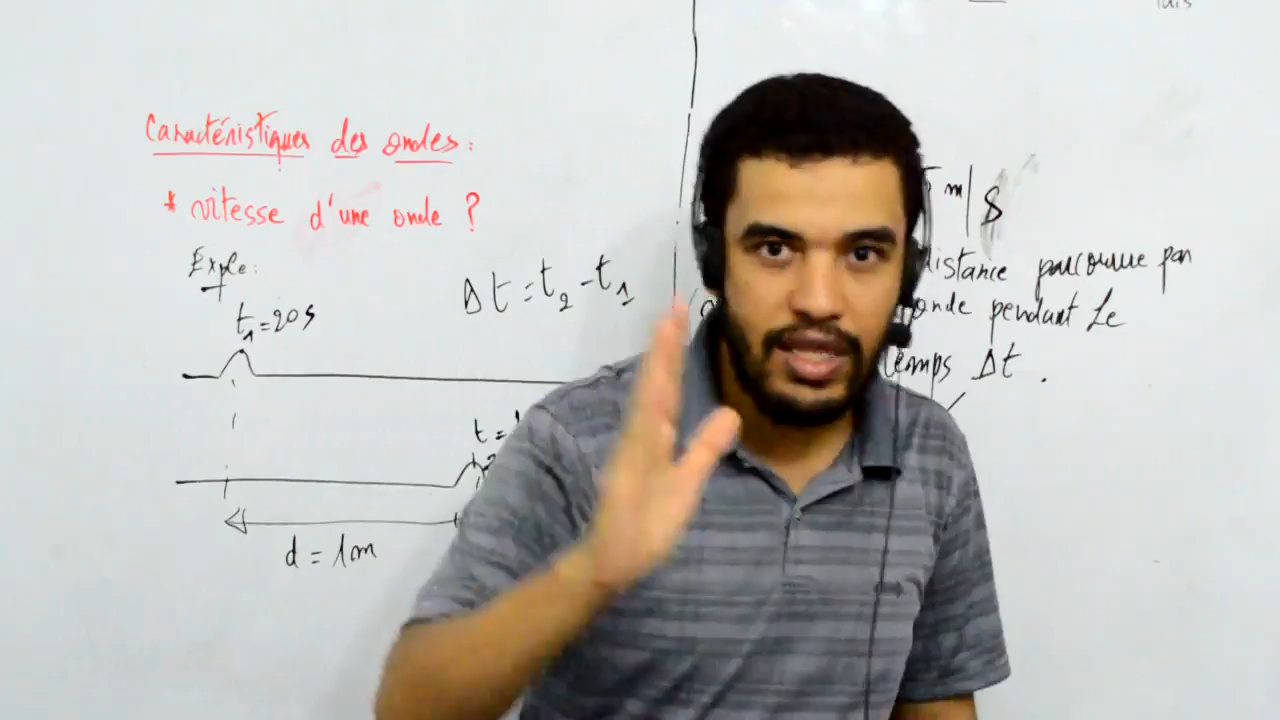 Caractéristiques des ondes :
* vitesse d'une onde ?
Exple :
t₁ = 20 s
Δt = t₂ - t₁
t =
d = 1m
m/s
distance parcourue par
onde pendant le
temps Δt .